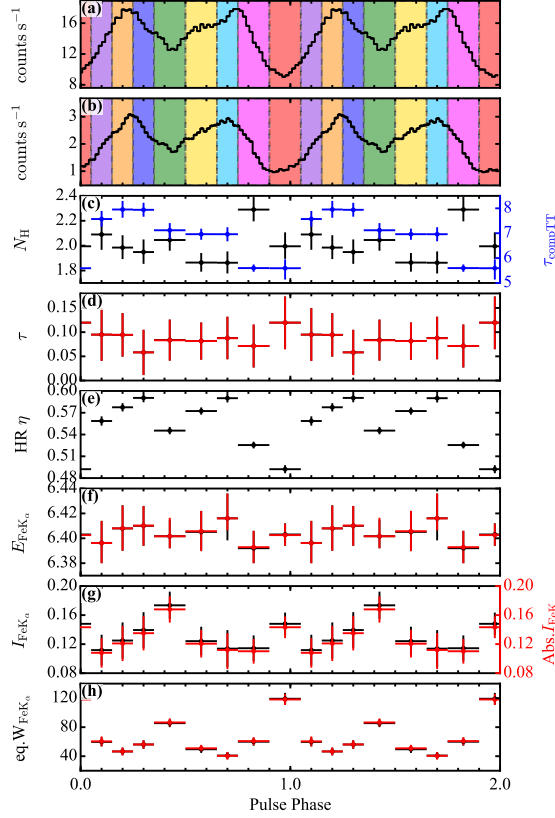 (a)
counts s⁻¹
16
12
8
(b)
counts s⁻¹
3
2
1
(c)
N_H
2.4
2.2
2.0
1.8
8
7
6
5
τ_compTT
(d)
τ
0.15
0.10
0.05
0.00
(e)
HR η
0.60
0.57
0.54
0.51
0.48
(f)
E_FeKα
6.44
6.42
6.40
6.38
(g)
I_FeKα
0.20
0.16
0.12
0.08
0.20
0.16
0.12
0.08
Abs.I_FeK
(h)
eq.W_FeKα
120
80
40
0.0
1.0
2.0
Pulse Phase